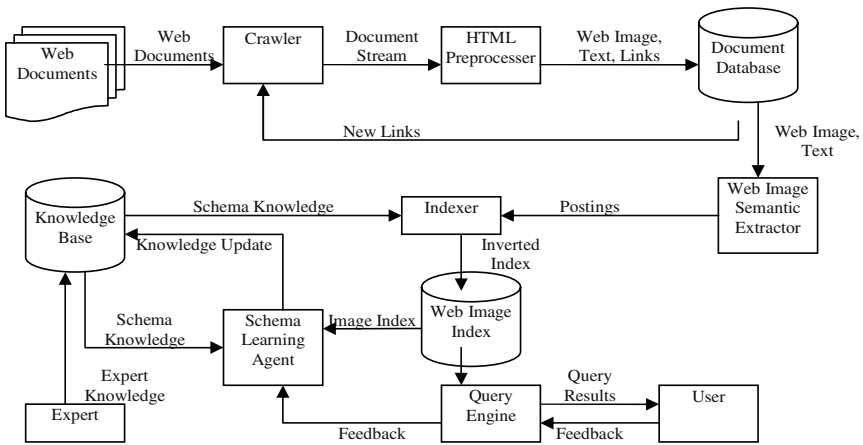 Web
Documents
Web
Documents
Crawler
Document
Stream
HTML
Preprocesser
Web Image,
Text, Links
Document
Database
New Links
Web Image,
Text
Knowledge
Base
Schema Knowledge
Indexer
Postings
Web Image
Semantic
Extractor
Knowledge Update
Inverted
Index
Schema
Knowledge
Schema
Learning
Agent
Image Index
Web Image
Index
Expert
Knowledge
Expert
Feedback
Query
Engine
Query
Results
Feedback
User